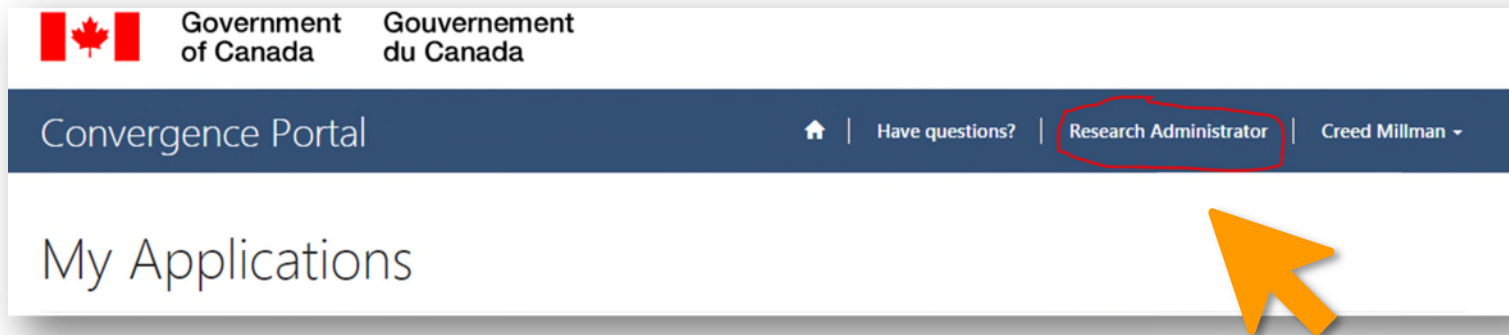 Government Gouvernement
of Canada du Canada
Convergence Portal Have questions? Research Administrator Creed Millman
My Applications